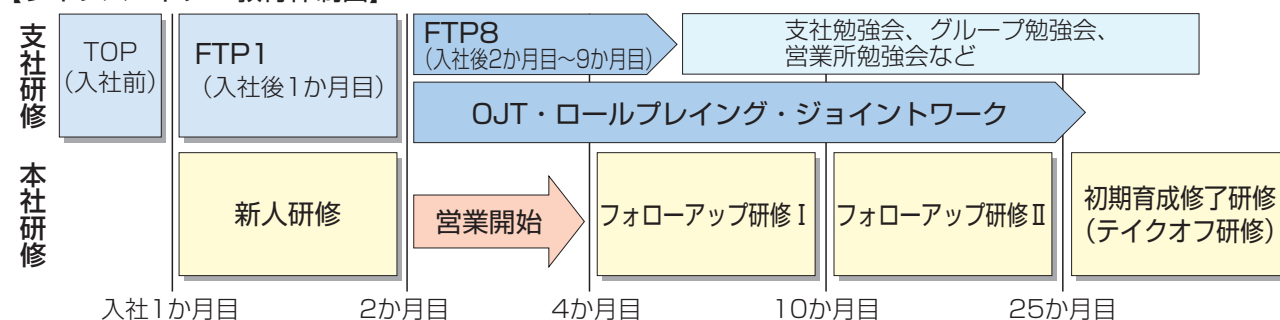 支社研修
TOP
(入社前)
FTP1
(入社後1か月目)
FTP8
(入社後2か月目~9か月目)
支社勉強会、グループ勉強会、
営業所勉強会など
OJT・ロールプレイング・ジョイントワーク
本社研修
新人研修
営業開始
フォローアップ研修Ⅰ
フォローアップ研修Ⅱ
初期育成修了研修
(テイクオフ研修)
入社1か月目
2か月目
4か月目
10か月目
25か月目